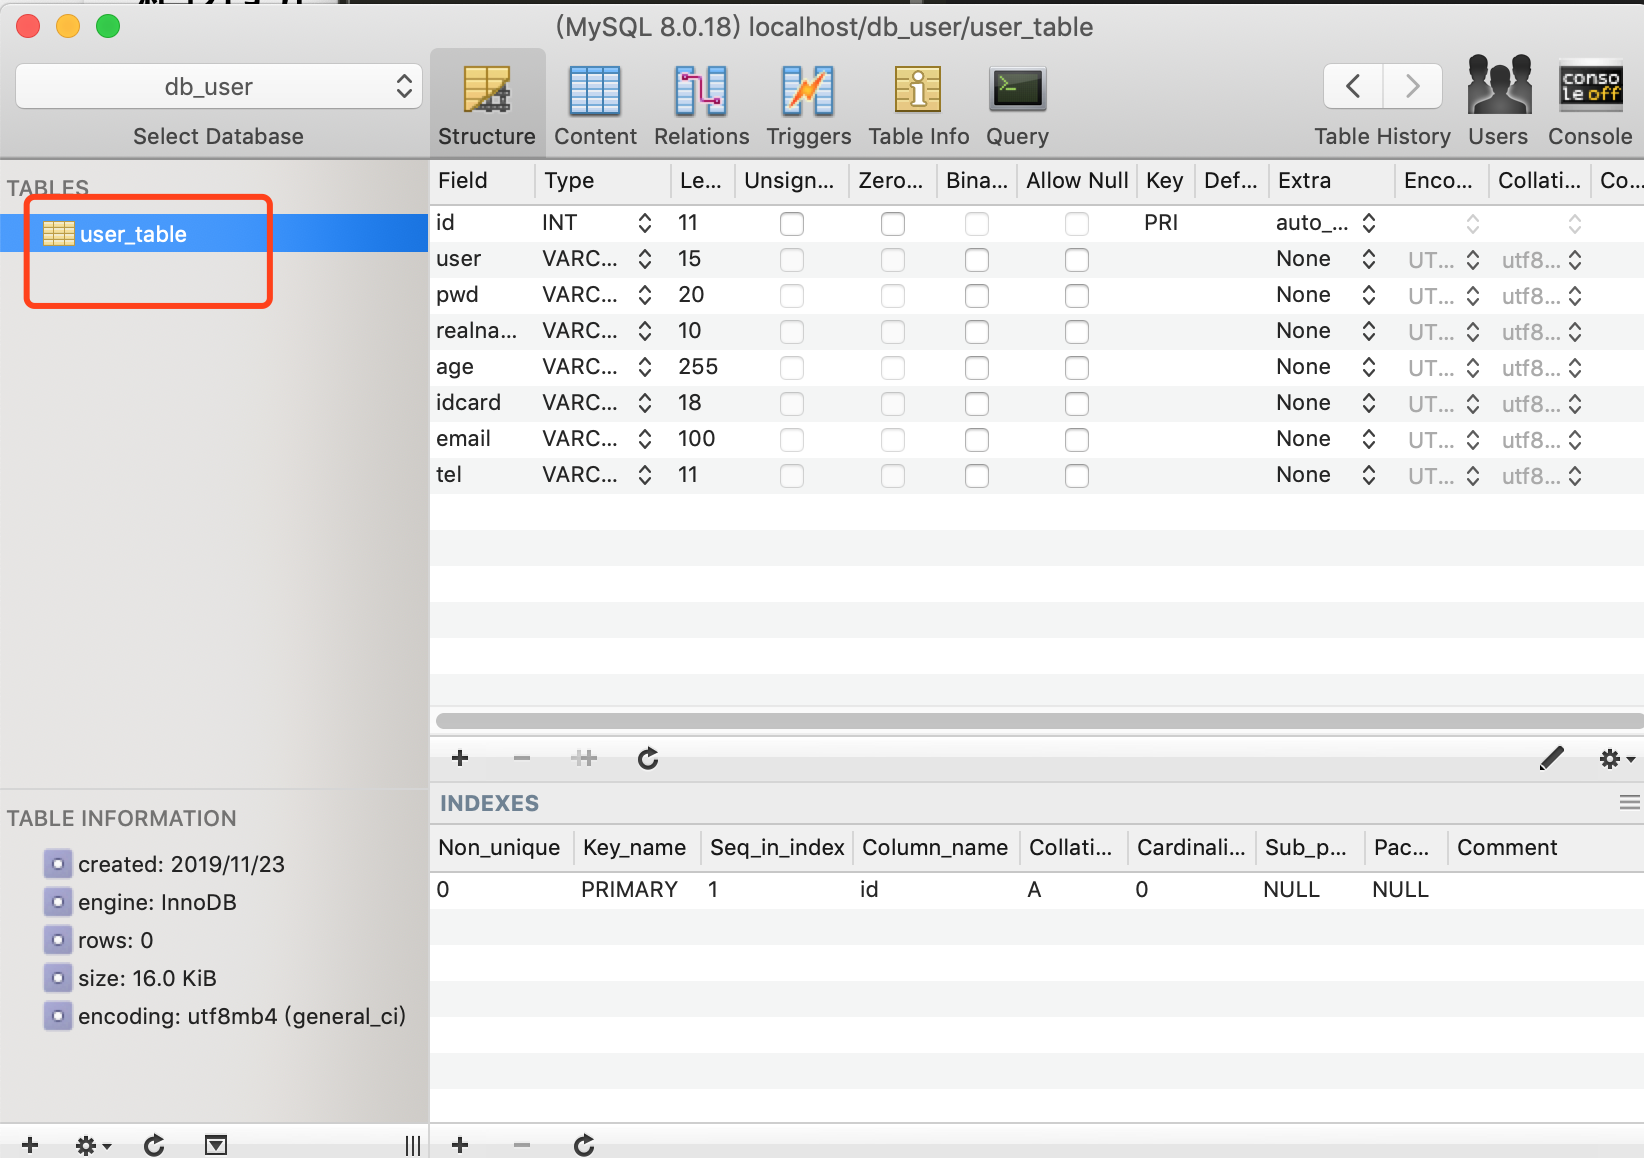 (MySQL 8.0.18) localhost/db_user/user_table
db_user
Select Database
Structure Content Relations Triggers Table Info Query Table History Users Console
conso
le off
TABLES
user_table
Field Type Le... Unsign... Zero... Bina... Allow Null Key Def... Extra Enco... Collati... Co...
id INT 11 PRI auto_...
user VARC... 15 None UT... utf8...
pwd VARC... 20 None UT... utf8...
realna... VARC... 10 None UT... utf8...
age VARC... 255 None UT... utf8...
idcard VARC... 18 None UT... utf8...
email VARC... 100 None UT... utf8...
tel VARC... 11 None UT... utf8...
INDEXES
Non_unique Key_name Seq_in_index Column_name Collati... Cardinali... Sub_p... Pac... Comment
0 PRIMARY 1 id A 0 NULL NULL
TABLE INFORMATION
created: 2019/11/23
engine: InnoDB
rows: 0
size: 16.0 KiB
encoding: utf8mb4 (general_ci)